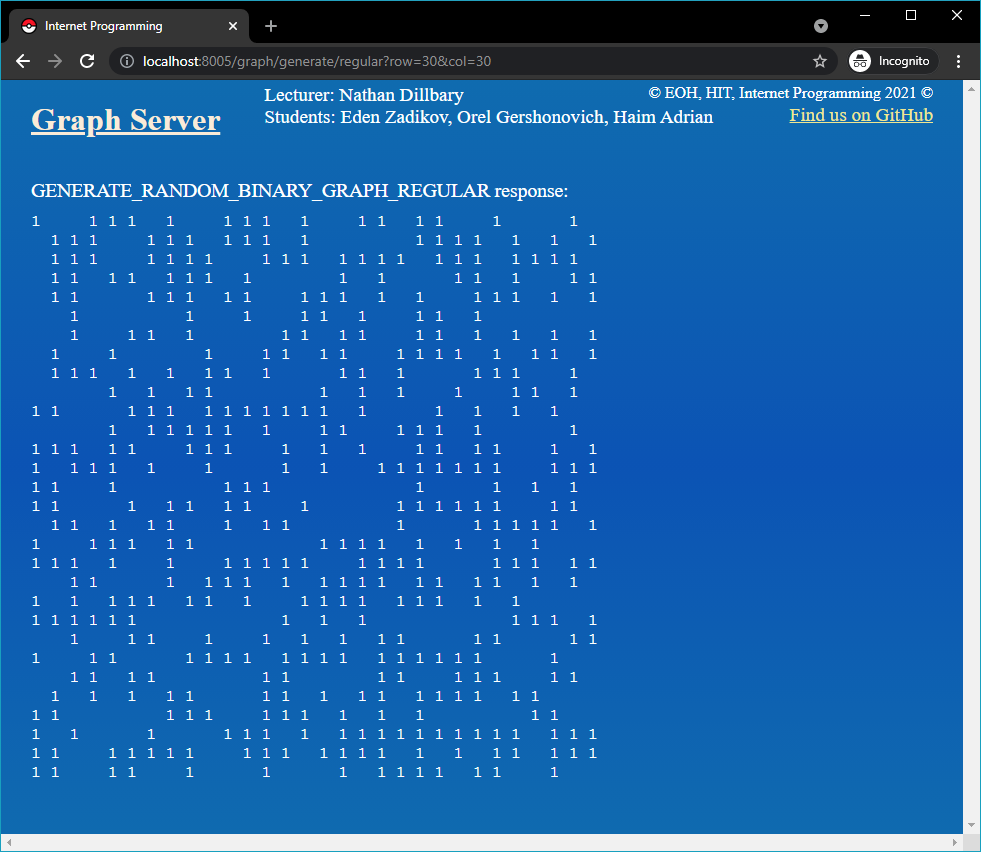 Internet Programming
localhost:8005/graph/generate/regular?row=30&col=30
Incognito
Graph Server
Lecturer: Nathan Dillbary
Students: Eden Zadikov, Orel Gershonovich, Haim Adrian
© EOH, HIT, Internet Programming 2021 ©
Find us on GitHub
GENERATE_RANDOM_BINARY_GRAPH_REGULAR response:
1     1 1 1   1     1 1 1   1     1 1   1 1     1       1
  1 1 1     1 1 1   1 1 1   1           1 1 1 1   1   1   1
  1 1 1     1 1 1 1     1 1 1   1 1 1 1   1 1 1   1 1 1 1
  1 1   1 1   1 1 1   1         1   1       1 1   1     1 1
  1 1       1 1 1   1 1     1 1 1   1   1     1 1 1   1   1
    1           1     1     1 1   1     1 1   1
    1     1 1   1         1 1   1 1     1 1   1   1   1   1
  1     1         1     1 1   1 1     1 1 1 1   1   1 1   1
  1 1 1   1   1   1 1   1       1 1   1       1 1 1     1
        1   1   1 1           1   1   1     1     1 1   1
1 1       1 1 1   1 1 1 1 1 1 1   1       1   1   1   1
        1   1 1 1 1 1   1     1 1     1 1 1   1         1
1 1 1   1 1     1 1 1     1   1   1     1 1   1 1     1   1
1   1 1 1   1     1       1   1     1 1 1 1 1 1 1     1 1 1
1 1     1           1 1 1               1       1   1   1
1 1       1   1 1   1 1     1         1 1 1 1 1 1     1 1
  1 1   1   1 1     1   1 1           1       1 1 1 1 1   1
1     1 1 1   1 1             1 1 1 1   1   1   1   1
1 1 1   1     1     1 1 1 1 1     1 1 1 1       1 1 1   1 1
    1 1       1   1 1 1   1   1 1 1 1   1 1   1 1   1   1
1   1   1 1 1   1 1   1     1 1 1 1   1 1 1   1   1
1 1 1 1 1 1             1   1   1               1 1 1   1
    1     1 1     1     1   1   1   1 1       1 1       1 1
1     1 1       1 1 1 1   1 1 1 1   1 1 1 1 1 1       1
    1 1   1 1           1 1         1 1     1 1 1     1 1
  1   1   1   1 1       1 1   1   1 1   1 1 1 1   1 1
1 1           1 1 1     1 1 1   1   1   1           1 1
1   1       1       1 1 1   1   1 1 1 1 1 1 1 1 1 1   1 1 1
1 1     1 1 1 1 1     1 1 1   1 1 1 1   1   1   1 1   1 1 1
1 1     1 1     1       1       1   1 1 1 1   1 1     1